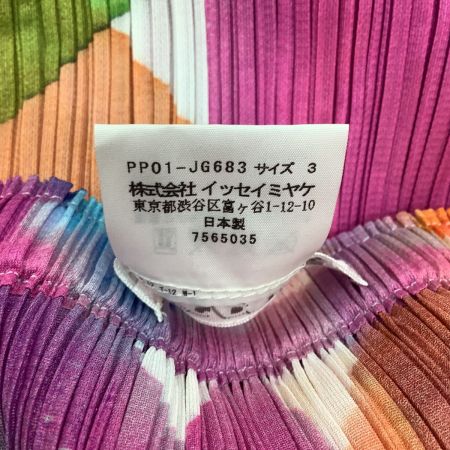 PP01-JG683 サイズ 3
株式会社 イッセイミヤケ
東京都渋谷区富ヶ谷1-12-10
日本製
7565035